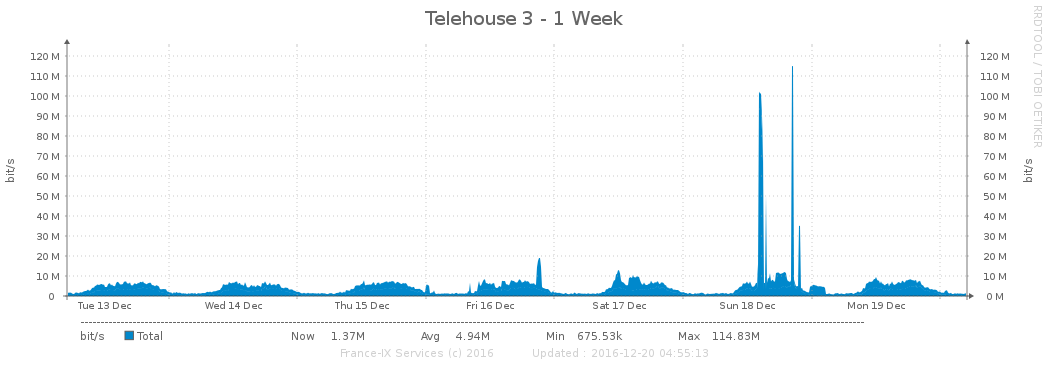 Telehouse 3 - 1 Week
RRDTOOL / TOBI OETIKER
bit/s
120 M
110 M
100 M
90 M
80 M
70 M
60 M
50 M
40 M
30 M
20 M
10 M
0
120 M
110 M
100 M
90 M
80 M
70 M
60 M
50 M
40 M
30 M
20 M
10 M
0 M
bit/s
Tue 13 Dec Wed 14 Dec Thu 15 Dec Fri 16 Dec Sat 17 Dec Sun 18 Dec Mon 19 Dec
bit/s Total Now 1.37M Avg 4.94M Min 675.53k Max 114.83M
France-IX Services (c) 2016 Updated : 2016-12-20 04:55:13